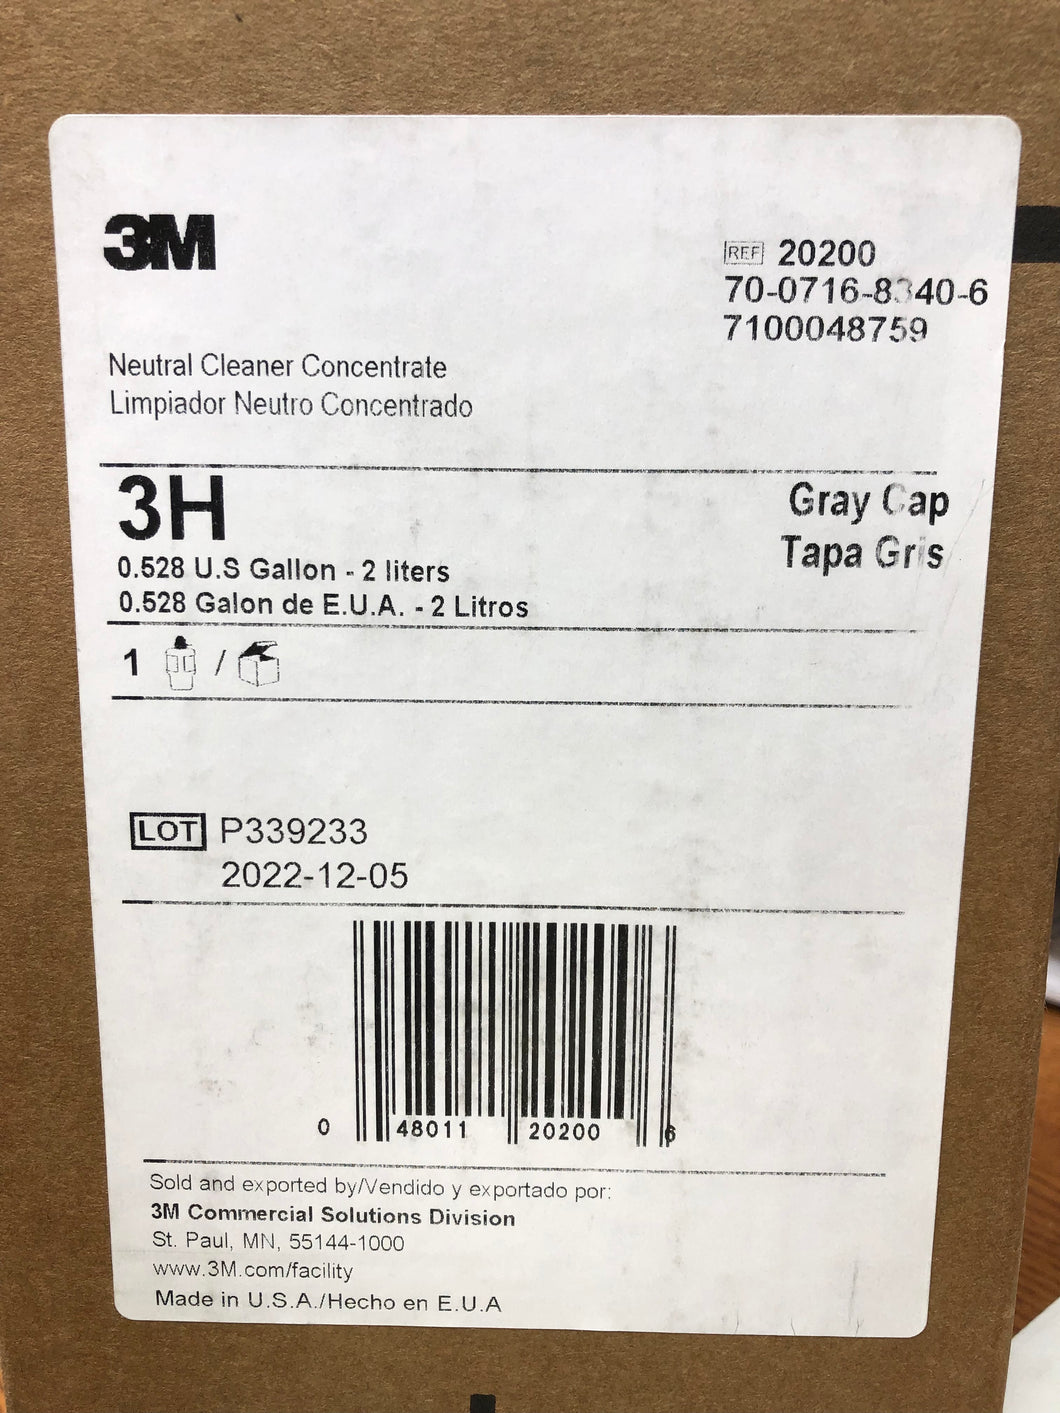 3M
REF 20200
70-0716-8340-6
7100048759
Neutral Cleaner Concentrate
Limpiador Neutro Concentrado
3H
Gray Cap
Tapa Gris
0.528 U.S Gallon - 2 liters
0.528 Galon de E.U.A. - 2 Litros
1 /
LOT P339233
2022-12-05
0 48011 20200 6
Sold and exported by/Vendido y exportado por:
3M Commercial Solutions Division
St. Paul, MN, 55144-1000
www.3M.com/facility
Made in U.S.A./Hecho en E.U.A